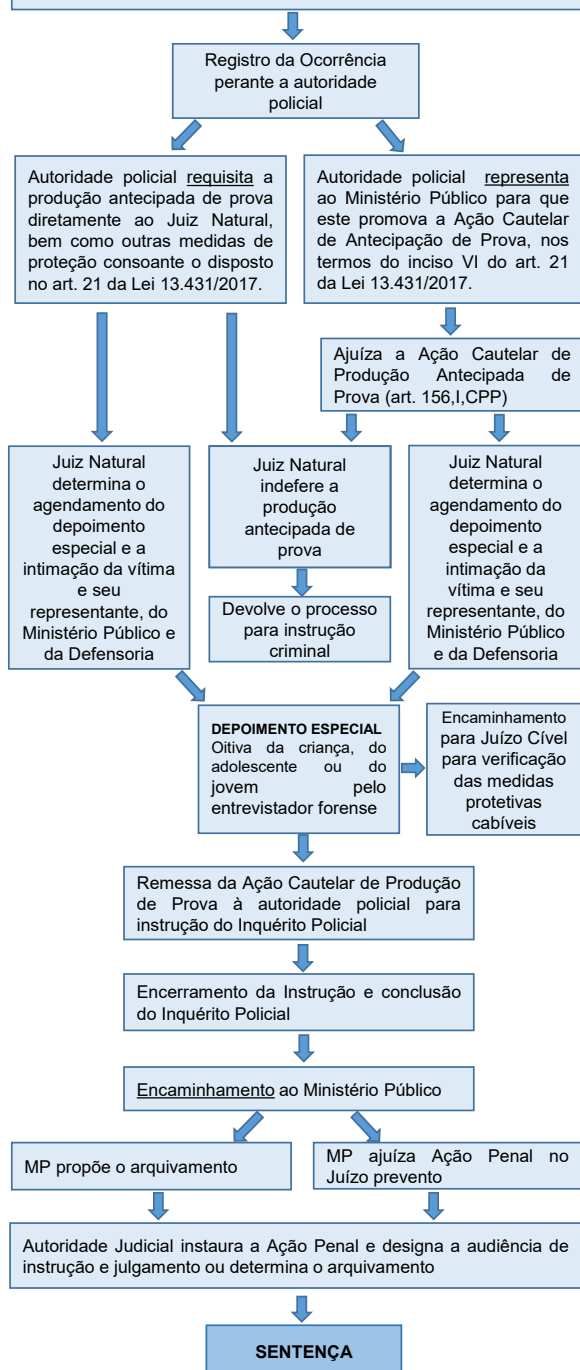 Registro da Ocorrência
perante a autoridade
policial
Autoridade policial requisita a
produção antecipada de prova
diretamente ao Juiz Natural,
bem como outras medidas de
proteção consoante o disposto
no art. 21 da Lei 13.431/2017.
Autoridade policial representa
ao Ministério Público para que
este promova a Ação Cautelar
de Antecipação de Prova, nos
termos do inciso VI do art. 21
da Lei 13.431/2017.
Ajuíza a Ação Cautelar de
Produção Antecipada de
Prova (art. 156,I,CPP)
Juiz Natural
determina o
agendamento do
depoimento
especial e a
intimação da vítima
e seu
representante, do
Ministério Público e
da Defensoria
Juiz Natural
indefere a
produção
antecipada de
prova
Devolve o processo
para instrução
criminal
Juiz Natural
determina o
agendamento do
depoimento
especial e a
intimação da
vítima e seu
representante, do
Ministério Público
e da Defensoria
DEPOIMENTO ESPECIAL
Oitiva da criança, do
adolescente ou do
jovem pelo
entrevistador forense
Encaminhamento
para Juízo Cível
para verificação
das medidas
protetivas
cabíveis
Remessa da Ação Cautelar de Produção
de Prova à autoridade policial para
instrução do Inquérito Policial
Encerramento da Instrução e conclusão
do Inquérito Policial
Encaminhamento ao Ministério Público
MP propõe o arquivamento
MP ajuíza Ação Penal no
Juízo prevento
Autoridade Judicial instaura a Ação Penal e designa a audiência de
instrução e julgamento ou determina o arquivamento
SENTENÇA